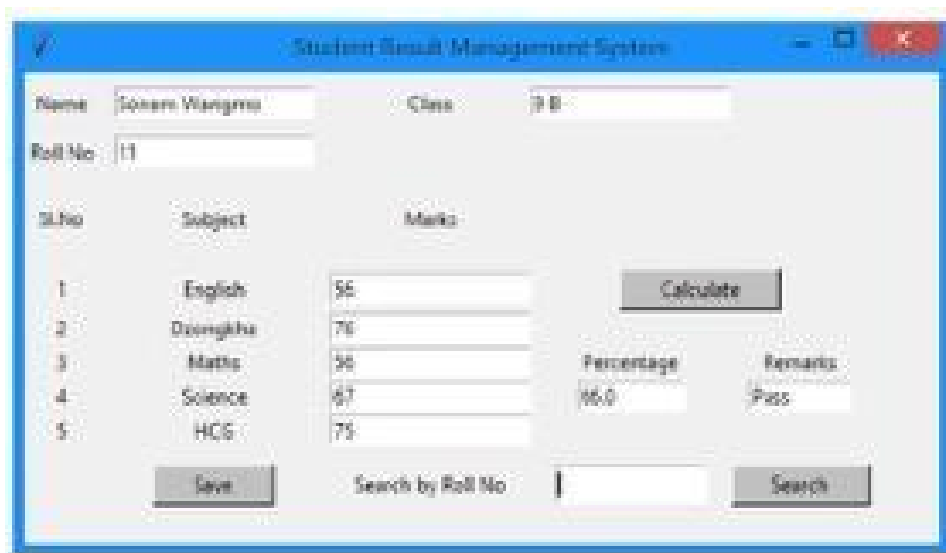 Student Result Management System
Name Sonam Wangmo Class 9 B
Roll No 11
Sl.No Subject Marks
1 English 56 Calculate
2 Dzongkha 76
3 Maths 56 Percentage Remarks
4 Science 67 66.0 Pass
5 HCG 75
Save Search by Roll No Search